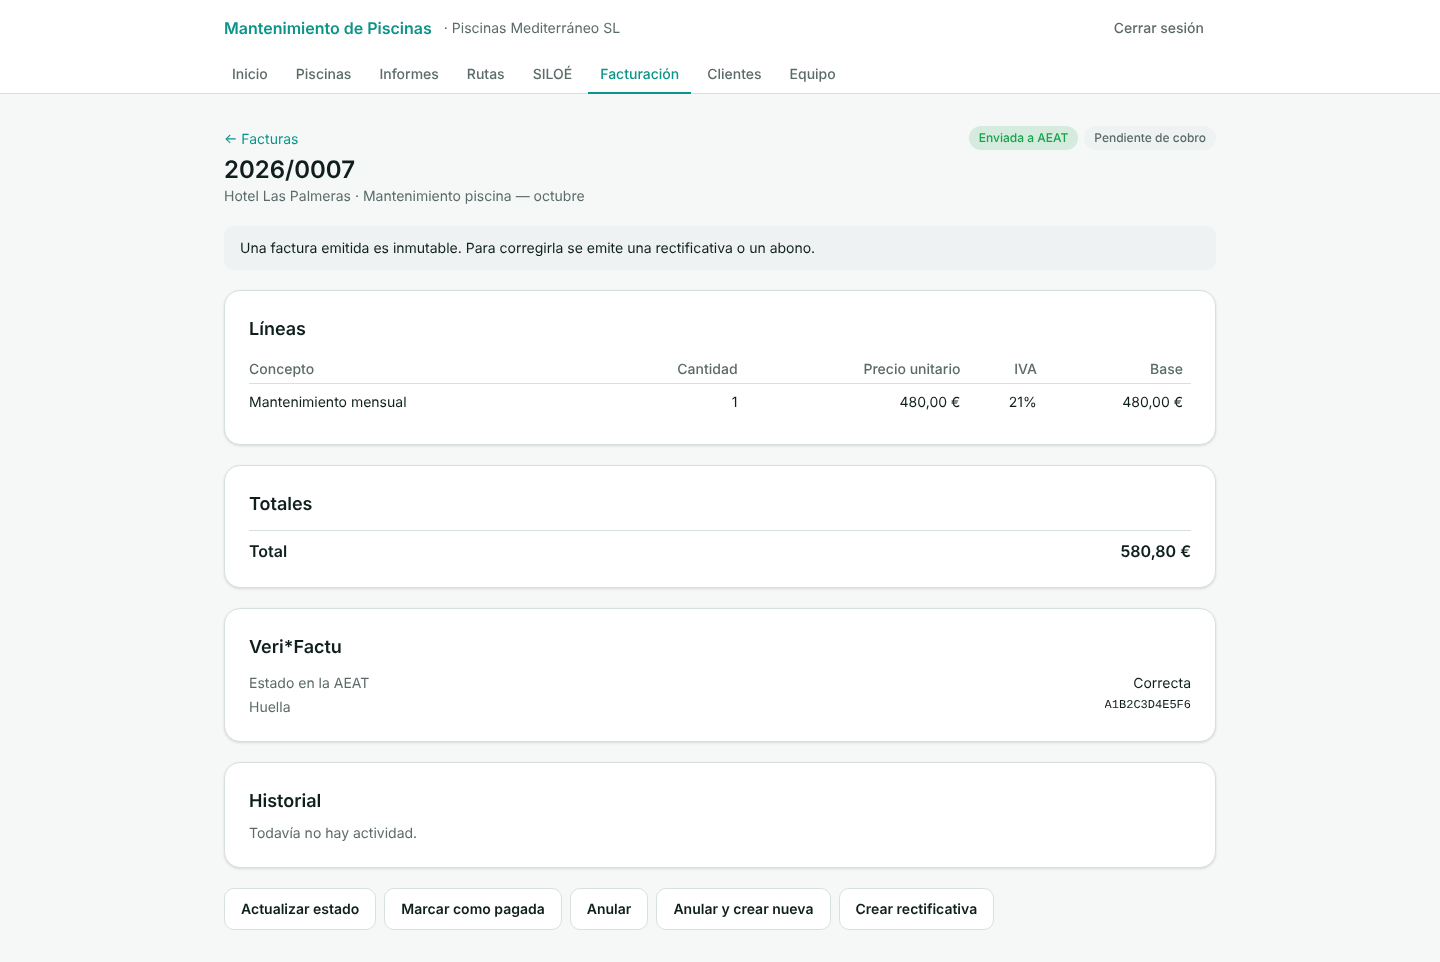 Mantenimiento de Piscinas · Piscinas Mediterráneo SL
Cerrar sesión
Inicio Piscinas Informes Rutas SILOÉ Facturación Clientes Equipo
← Facturas
Enviada a AEAT Pendiente de cobro
2026/0007
Hotel Las Palmeras · Mantenimiento piscina — octubre
Una factura emitida es inmutable. Para corregirla se emite una rectificativa o un abono.
Líneas
Concepto Cantidad Precio unitario IVA Base
Mantenimiento mensual 1 480,00 € 21% 480,00 €
Totales
Total 580,80 €
Veri*Factu
Estado en la AEAT Correcta
Huella A1B2C3D4E5F6
Historial
Todavía no hay actividad.
Actualizar estado Marcar como pagada Anular Anular y crear nueva Crear rectificativa